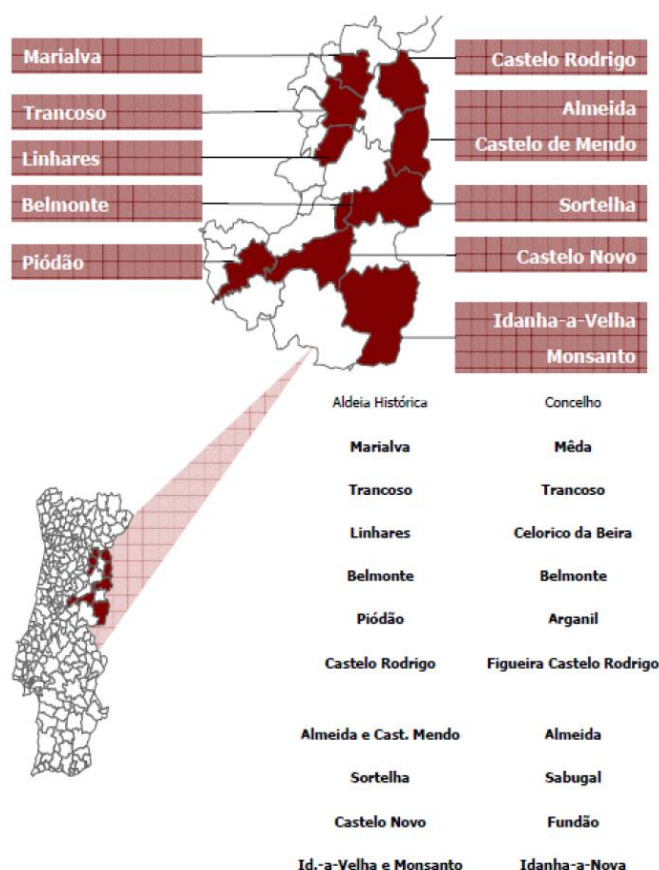 Marialva
Trancoso
Linhares
Belmonte
Piódão
Castelo Rodrigo
Almeida
Castelo de Mendo
Sortelha
Castelo Novo
Idanha-a-Velha
Monsanto
Aldeia Histórica Concelho
Marialva Mêda
Trancoso Trancoso
Linhares Celorico da Beira
Belmonte Belmonte
Piódão Arganil
Castelo Rodrigo Figueira Castelo Rodrigo
Almeida e Cast. Mendo Almeida
Sortelha Sabugal
Castelo Novo Fundão
Id.-a-Velha e Monsanto Idanha-a-Nova